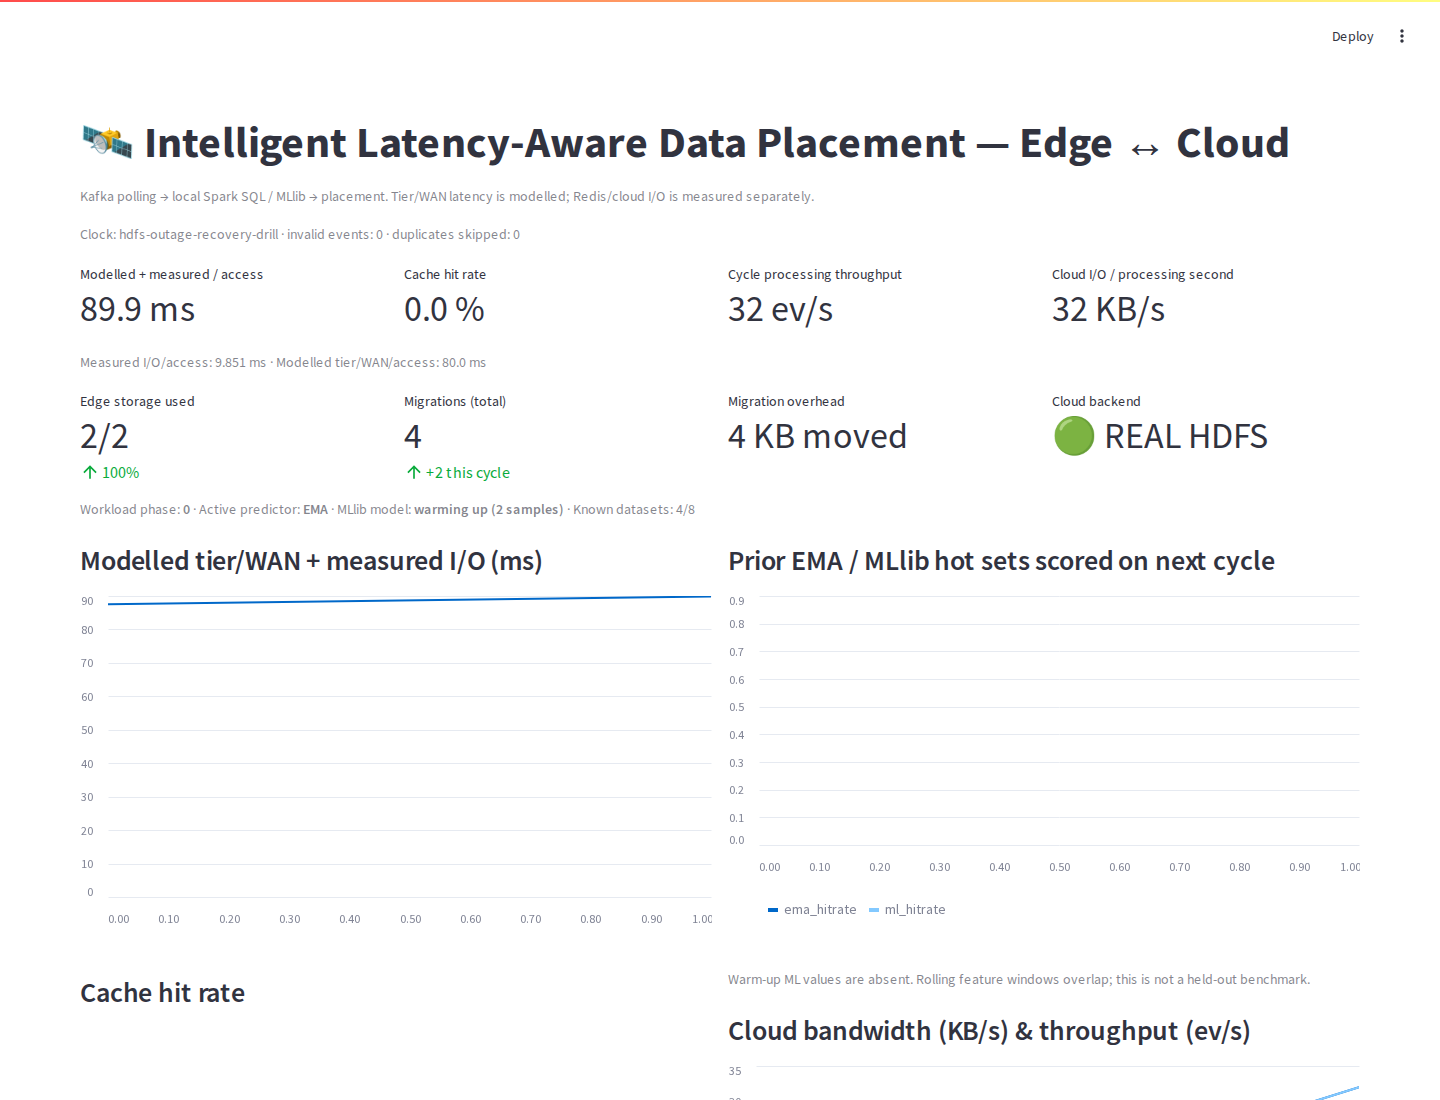 Deploy
Intelligent Latency-Aware Data Placement — Edge ↔ Cloud
Kafka polling → local Spark SQL / MLlib → placement. Tier/WAN latency is modelled; Redis/cloud I/O is measured separately.
Clock: hdfs-outage-recovery-drill · invalid events: 0 · duplicates skipped: 0
Modelled + measured / access
89.9 ms
Cache hit rate
0.0 %
Cycle processing throughput
32 ev/s
Cloud I/O / processing second
32 KB/s
Measured I/O/access: 9.851 ms · Modelled tier/WAN/access: 80.0 ms
Edge storage used
2/2
↑ 100%
Migrations (total)
4
↑ +2 this cycle
Migration overhead
4 KB moved
Cloud backend
REAL HDFS
Workload phase: 0 · Active predictor: EMA · MLlib model: warming up (2 samples) · Known datasets: 4/8
Modelled tier/WAN + measured I/O (ms)
90
80
70
60
50
40
30
20
10
0
0.00 0.10 0.20 0.30 0.40 0.50 0.60 0.70 0.80 0.90 1.00
Prior EMA / MLlib hot sets scored on next cycle
0.9
0.8
0.7
0.6
0.5
0.4
0.3
0.2
0.1
0.0
0.00 0.10 0.20 0.30 0.40 0.50 0.60 0.70 0.80 0.90 1.00
ema_hitrate ml_hitrate
Cache hit rate
Warm-up ML values are absent. Rolling feature windows overlap; this is not a held-out benchmark.
Cloud bandwidth (KB/s) & throughput (ev/s)
35